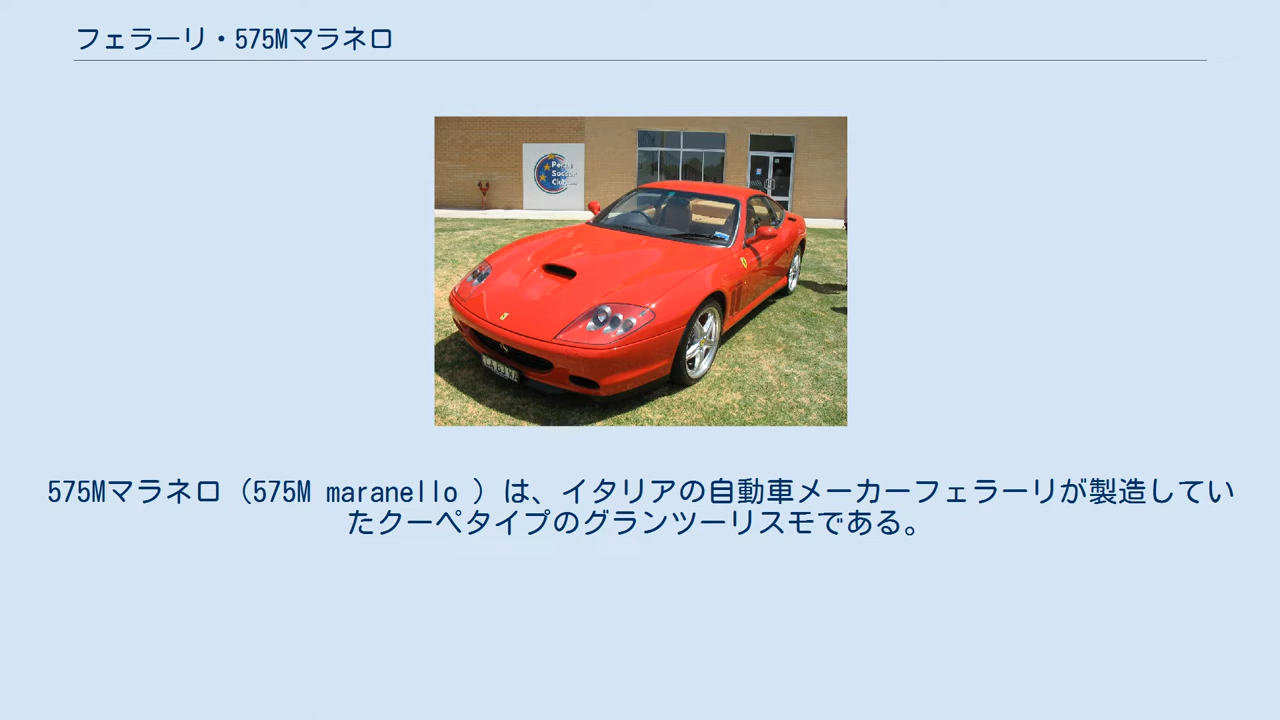 フェラーリ・575Mマラネロ
Perth
Soccer
Club
575Mマラネロ（575M maranello ）は、イタリアの自動車メーカーフェラーリが製造してい
たクーペタイプのグランツーリスモである。